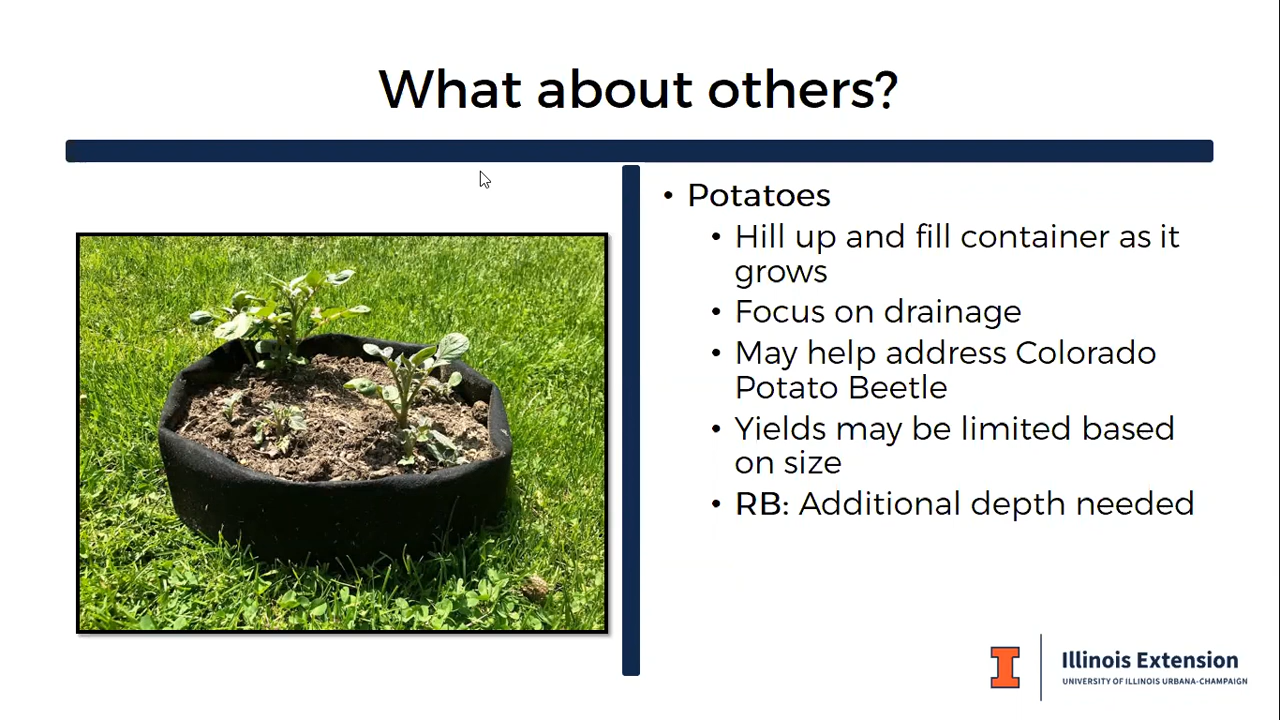 What about others?
• Potatoes
• Hill up and fill container as it
grows
• Focus on drainage
• May help address Colorado
Potato Beetle
• Yields may be limited based
on size
• RB: Additional depth needed
I
Illinois Extension
UNIVERSITY OF ILLINOIS URBANA-CHAMPAIGN